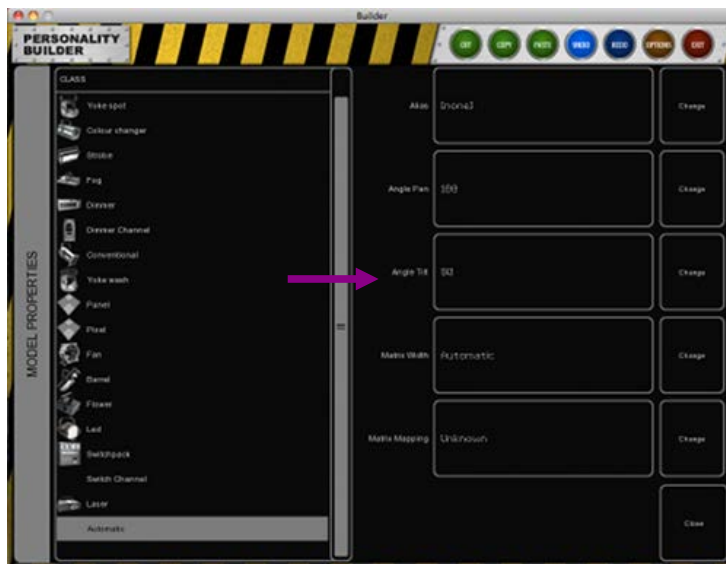 Builder
PERSONALITY
BUILDER
CUT
COPY
PASTE
UNDO
REDO
OPTIONS
EXIT
MODEL PROPERTIES
CLASS
Yoke spot
Colour changer
Strobe
Fog
Dimmer
Dimmer Channel
Conventional
Yoke wash
Panel
Pixel
Fan
Barrel
Flower
Led
Switchpack
Switch Channel
Laser
Automatic
Alias
[none]
Change
Angle Pan
180
Change
Angle Tilt
90
Change
Matrix Width
Automatic
Change
Matrix Mapping
Unknown
Change
Close